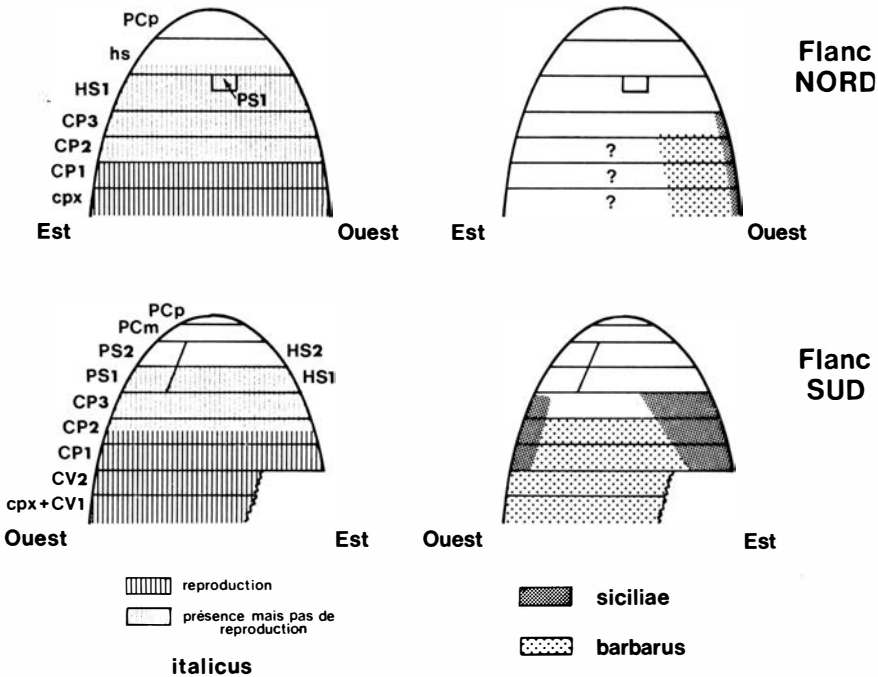 PCp
hs
HS1
PS1
CP3
CP2
CP1
cpx
Est
Ouest
?
?
?
Est
Ouest
Flanc
NORD
PCp
PCm
PS2
HS2
PS1
HS1
CP3
CP2
CP1
CV2
cpx+CV1
Ouest
Est
Ouest
Est
Flanc
SUD
reproduction
présence mais pas de
reproduction
italicus
siciliae
barbarus